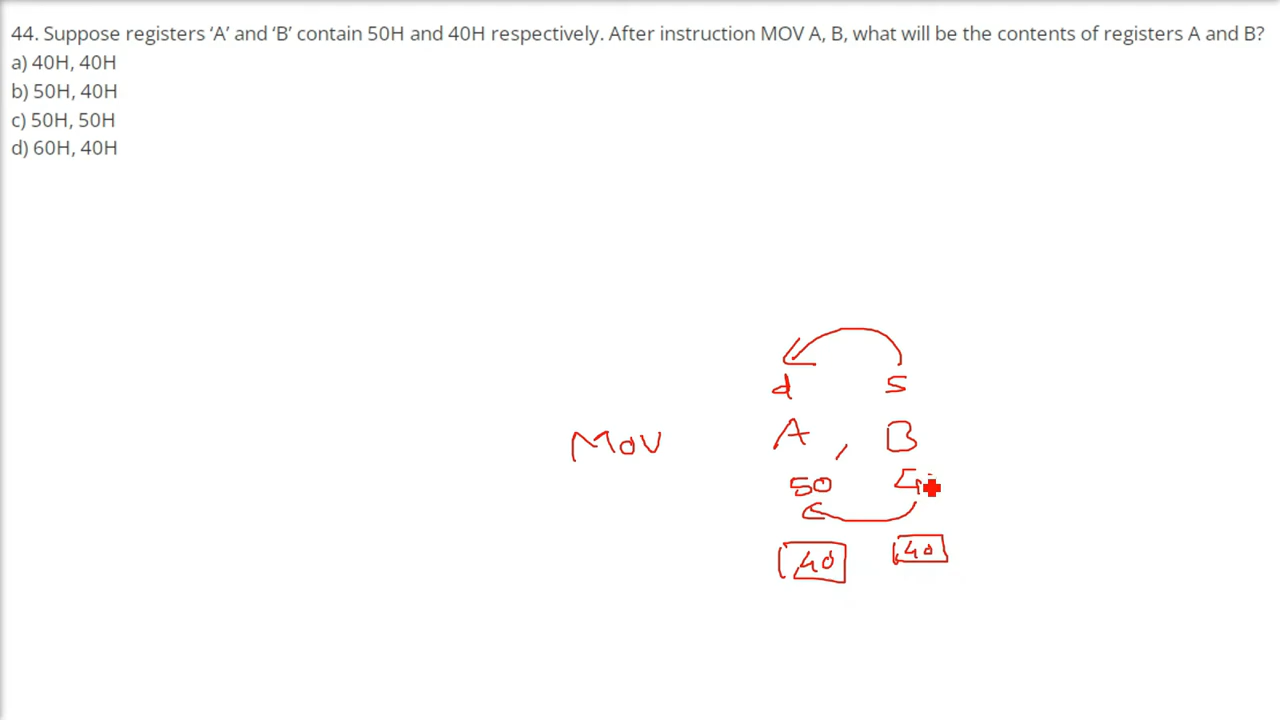 44. Suppose registers ‘A’ and ‘B’ contain 50H and 40H respectively. After instruction MOV A, B, what will be the contents of registers A and B?
a) 40H, 40H
b) 50H, 40H
c) 50H, 50H
d) 60H, 40H
d S
MOV A , B
50 4
40 40